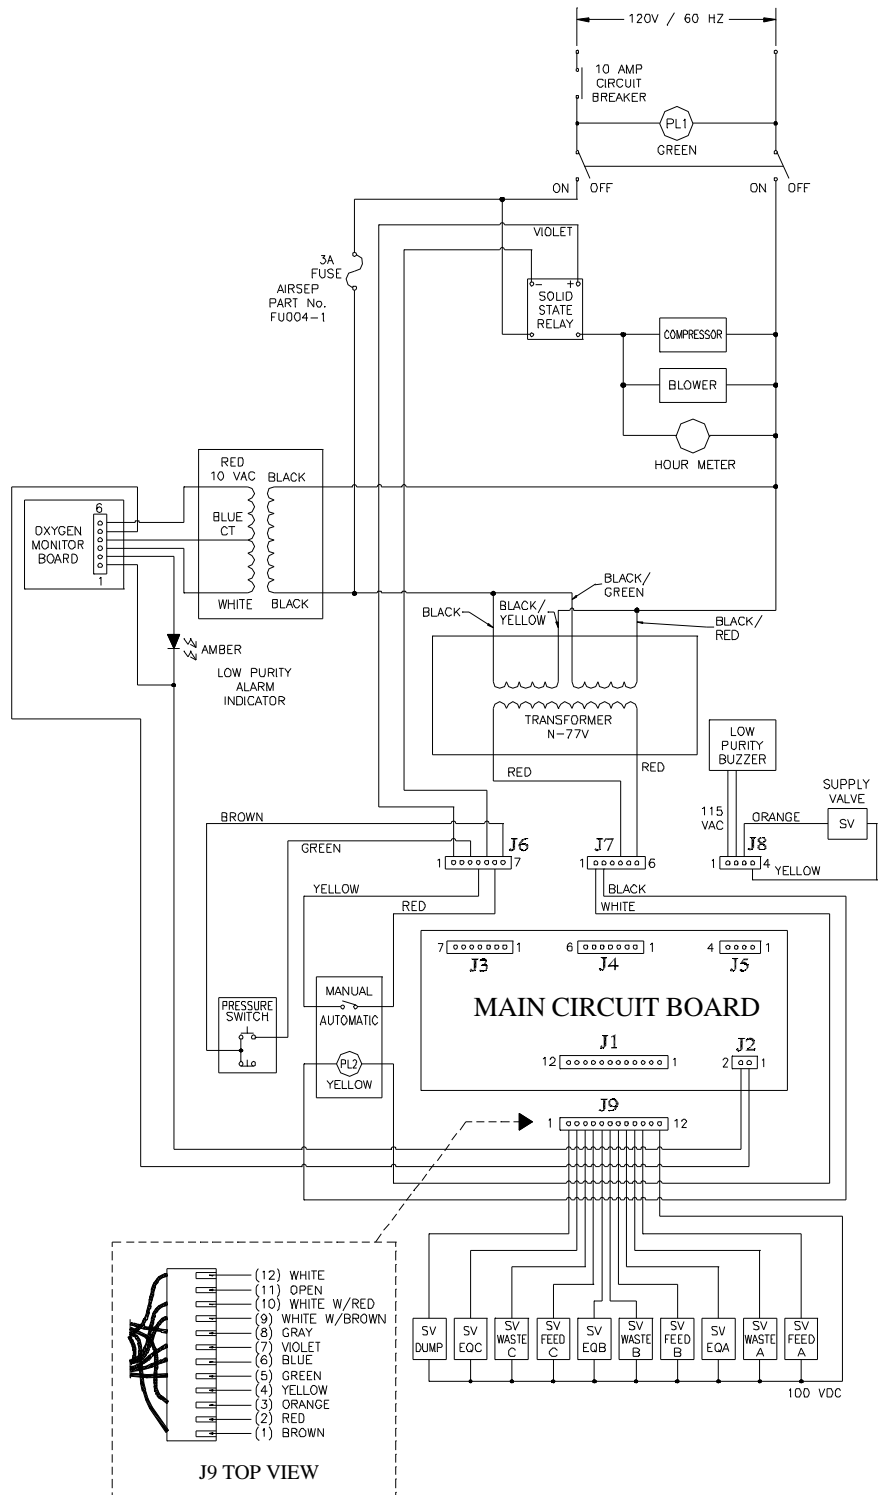 120V / 60 HZ
10 AMP
CIRCUIT
BREAKER
PL1
GREEN
ON
OFF
ON
OFF
VIOLET
3A
FUSE
AIRSEP
PART No.
FU004-1
- +
SOLID
STATE
RELAY
COMPRESSOR
BLOWER
HOUR METER
RED
10 VAC
BLACK
BLUE
CT
WHITE
BLACK
6
OXYGEN
MONITOR
BOARD
1
BLACK/
GREEN
BLACK
BLACK/
YELLOW
BLACK/
RED
AMBER
LOW PURITY
ALARM
INDICATOR
TRANSFORMER
N-77V
RED
RED
LOW
PURITY
BUZZER
SUPPLY
VALVE
115
VAC
ORANGE
SV
BROWN
GREEN
J6
1
7
J7
1
6
J8
1
4
YELLOW
YELLOW
RED
BLACK
WHITE
7
1
J3
6
1
J4
4
1
J5
MAIN CIRCUIT BOARD
MANUAL
AUTOMATIC
PRESSURE
SWITCH
PL2
YELLOW
J1
12
1
J2
2
1
J9
1
12
SV
DUMP
SV
EQC
SV
WASTE
C
SV
FEED
C
SV
EQB
SV
WASTE
B
SV
FEED
B
SV
EQA
SV
WASTE
A
SV
FEED
A
100 VDC
(12) WHITE
(11) OPEN
(10) WHITE W/RED
(9) WHITE W/BROWN
(8) GRAY
(7) VIOLET
(6) BLUE
(5) GREEN
(4) YELLOW
(3) ORANGE
(2) RED
(1) BROWN
J9 TOP VIEW